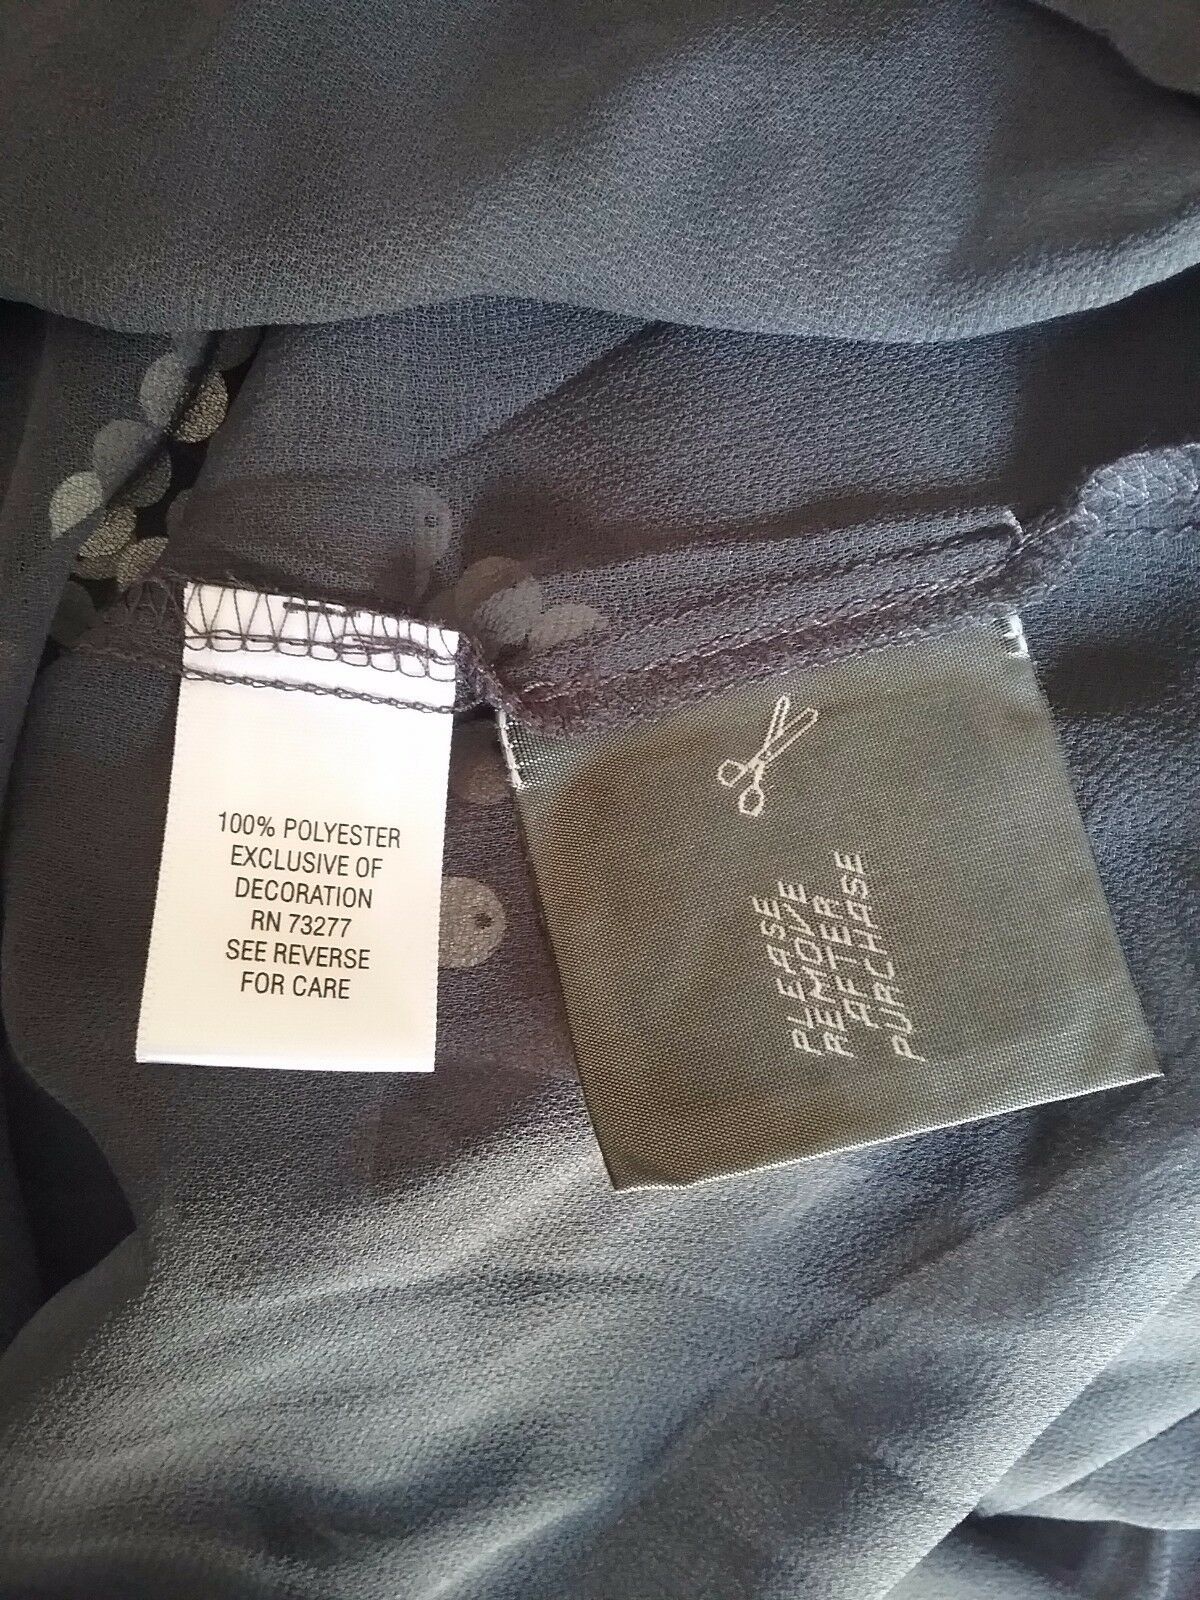 100% POLYESTER
EXCLUSIVE OF
DECORATION
RN 73277
SEE REVERSE
FOR CARE
PLEASE
REMOVE
AFTER
PURCHASE